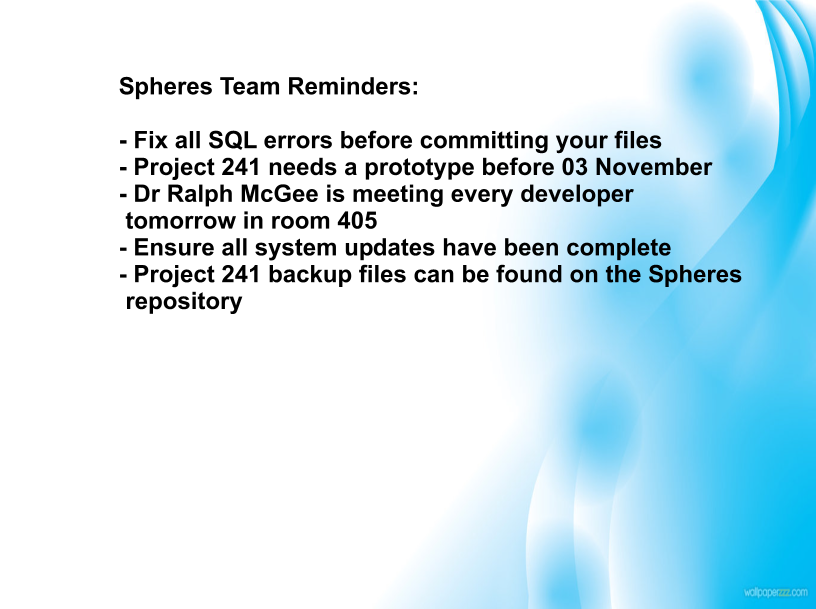 Spheres Team Reminders:
- Fix all SQL errors before committing your files
- Project 241 needs a prototype before 03 November
- Dr Ralph McGee is meeting every developer
tomorrow in room 405
- Ensure all system updates have been complete
- Project 241 backup files can be found on the Spheres
repository
wallpaperzzz.com